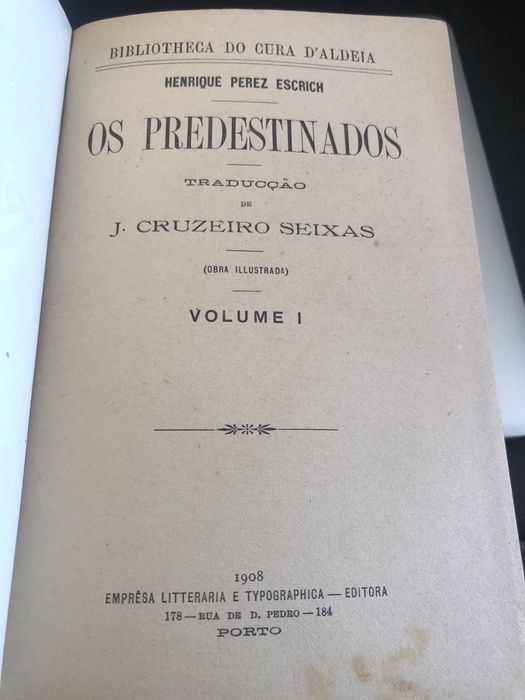 BIBLIOTHECA DO CURA D'ALDEIA
HENRIQUE PEREZ ESCRICH
OS PREDESTINADOS
TRADUCÇÃO
DE
J. CRUZEIRO SEIXAS
(OBRA ILLUSTRADA)
VOLUME I
1908
EMPRÊSA LITTERARIA E TYPOGRAPHICA — EDITORA
178 — RUA DE D. PEDRO — 184
PORTO